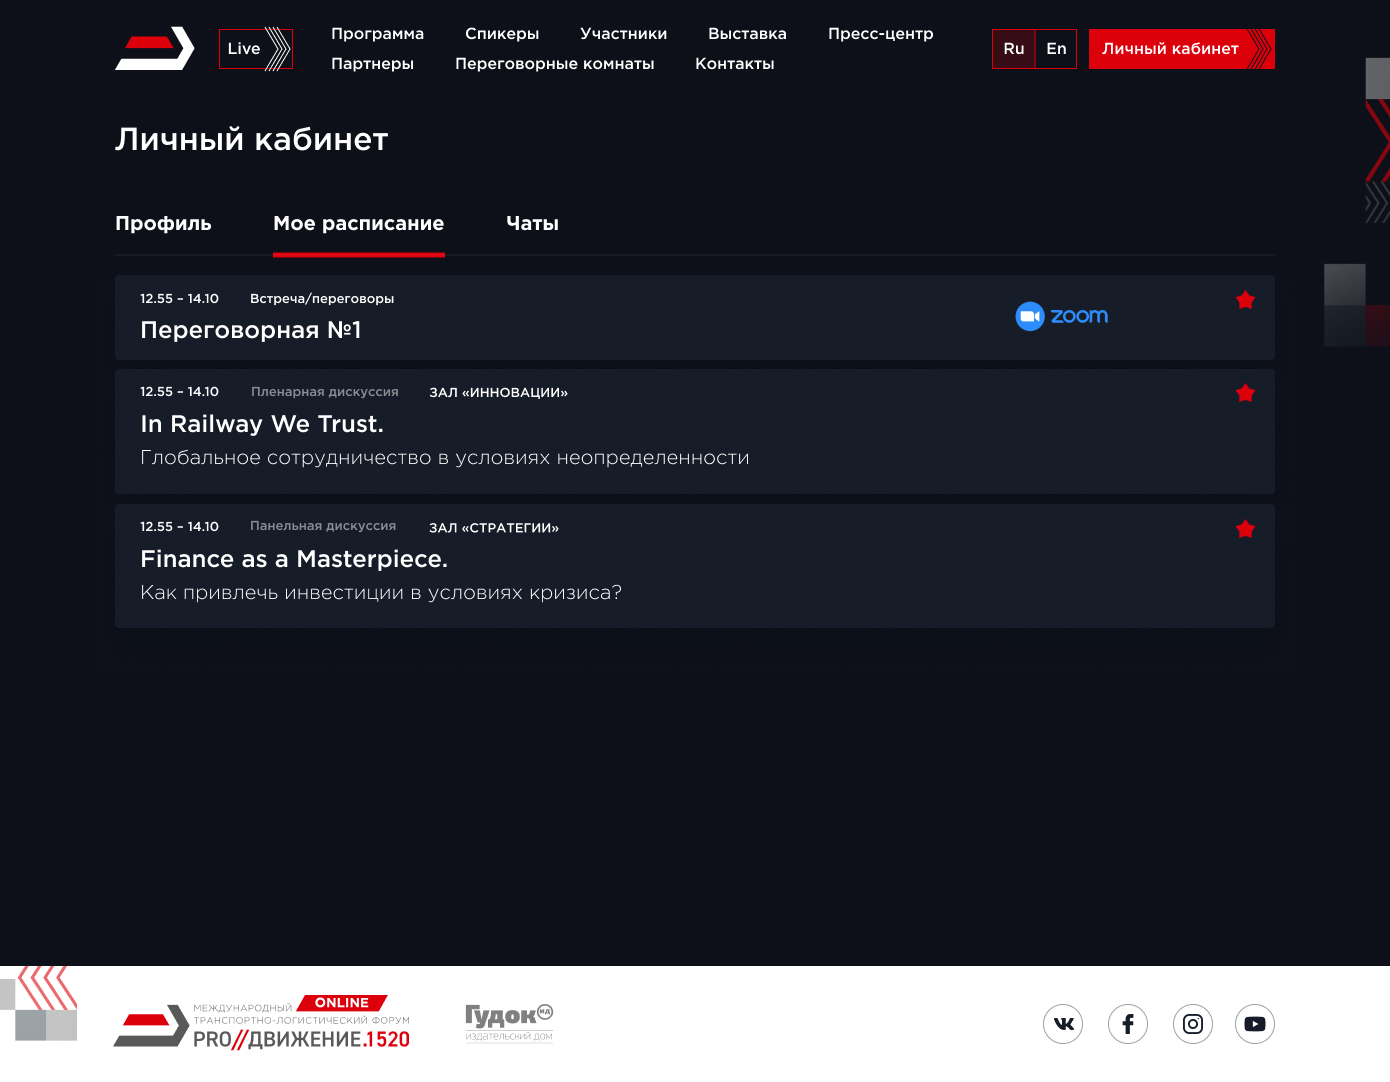 Live
Программа Спикеры Участники Выставка Пресс-центр
Партнеры Переговорные комнаты Контакты
Ru En
Личный кабинет
Личный кабинет
Профиль Мое расписание Чаты
12.55 – 14.10 Встреча/переговоры
Переговорная №1
zoom
12.55 – 14.10 Пленарная дискуссия ЗАЛ «ИННОВАЦИИ»
In Railway We Trust.
Глобальное сотрудничество в условиях неопределенности
12.55 – 14.10 Панельная дискуссия ЗАЛ «СТРАТЕГИИ»
Finance as a Masterpiece.
Как привлечь инвестиции в условиях кризиса?
МЕЖДУНАРОДНЫЙ ONLINE
ТРАНСПОРТНО-ЛОГИСТИЧЕСКИЙ ФОРУМ
PRO//ДВИЖЕНИЕ.1520
Гудок ИД
ИЗДАТЕЛЬСКИЙ ДОМ